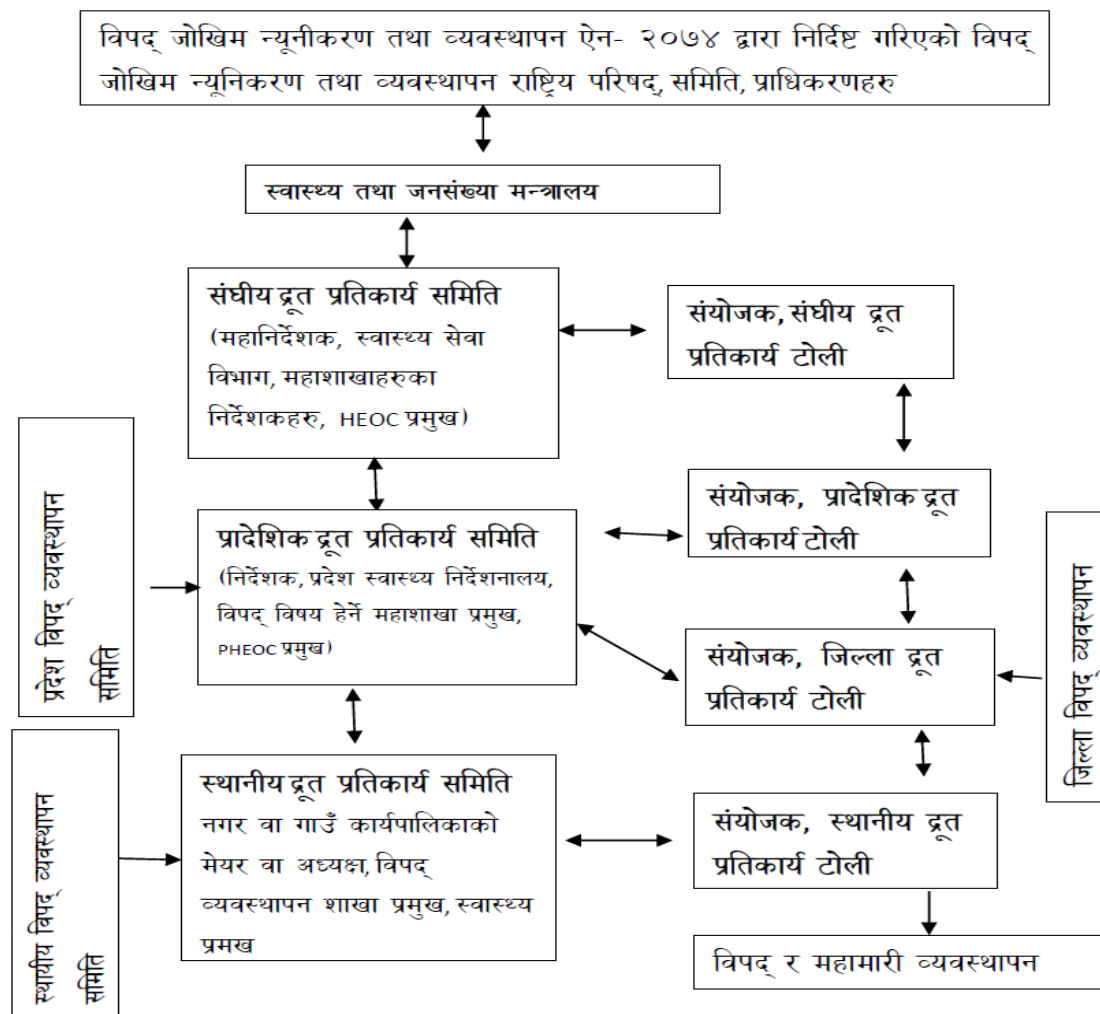 विपद् जोखिम न्यूनीकरण तथा व्यवस्थापन ऐन- २०७४ द्वारा निर्दिष्ट गरिएको विपद्
जोखिम न्यूनिकरण तथा व्यवस्थापन राष्ट्रिय परिषद्, समिति, प्राधिकरणहरु
स्वास्थ्य तथा जनसंख्या मन्त्रालय
संघीय द्रूत प्रतिकार्य समिति
(महानिर्देशक, स्वास्थ्य सेवा
विभाग, महाशाखाहरुका
निर्देशकहरु, HEOC प्रमुख)
संयोजक, संघीय द्रूत
प्रतिकार्य टोली
प्रदेश विपद् व्यवस्थापन
समिति
प्रादेशिक द्रूत प्रतिकार्य समिति
(निर्देशक, प्रदेश स्वास्थ्य निर्देशनालय,
विपद् विषय हेर्ने महाशाखा प्रमुख,
PHEOC प्रमुख)
संयोजक, प्रादेशिक द्रूत
प्रतिकार्य टोली
संयोजक, जिल्ला द्रूत
प्रतिकार्य टोली
जिल्ला विपद् व्यवस्थापन
स्थायीय विपद् व्यवस्थापन
समिति
स्थानीय द्रूत प्रतिकार्य समिति
नगर वा गाउँ कार्यपालिकाको
मेयर वा अध्यक्ष, विपद्
व्यवस्थापन शाखा प्रमुख, स्वास्थ्य
प्रमख
संयोजक, स्थानीय द्रूत
प्रतिकार्य टोली
विपद् र महामारी व्यवस्थापन